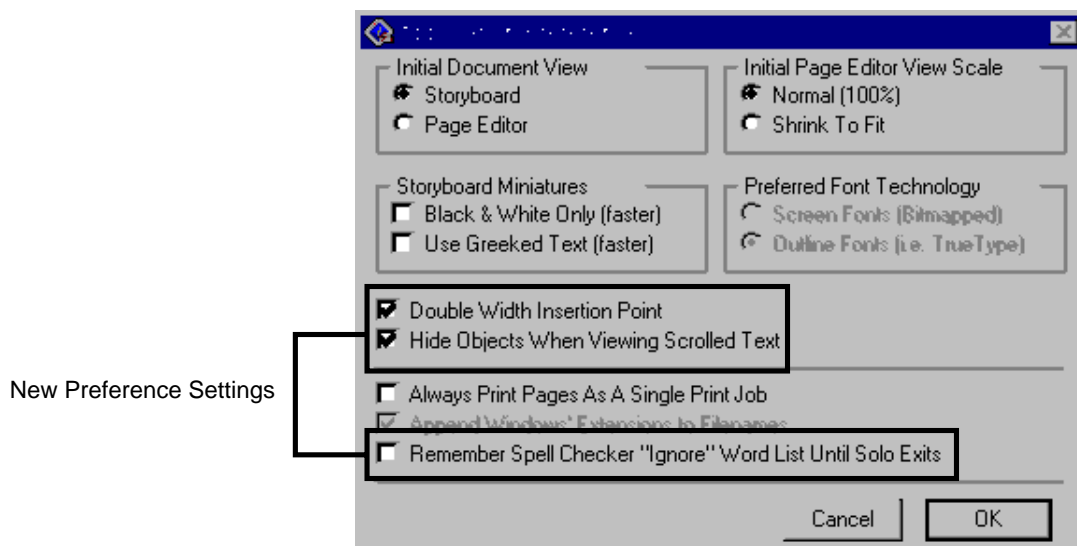 Initial Document View
Storyboard
Page Editor
Initial Page Editor View Scale
Normal (100%)
Shrink To Fit
Storyboard Miniatures
Black & White Only (faster)
Use Greeked Text (faster)
Preferred Font Technology
Screen Fonts (Bitmapped)
Outline Fonts (i.e. TrueType)
Double Width Insertion Point
Hide Objects When Viewing Scrolled Text
New Preference Settings
Always Print Pages As A Single Print Job
Append Windows' Extensions to Filenames
Remember Spell Checker "Ignore" Word List Until Solo Exits
Cancel
OK